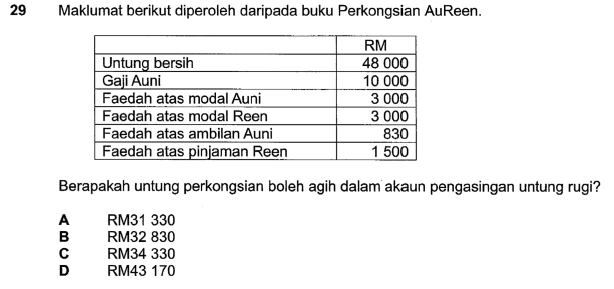 29 Maklumat berikut diperoleh daripada buku Perkongsian AuReen.
RM
Untung bersih 48 000
Gaji Auni 10 000
Faedah atas modal Auni 3 000
Faedah atas modal Reen 3 000
Faedah atas ambilan Auni 830
Faedah atas pinjaman Reen 1 500
Berapakah untung perkongsian boleh agih dalam akaun pengasingan untung rugi?
A RM31 330
B RM32 830
C RM34 330
D RM43 170